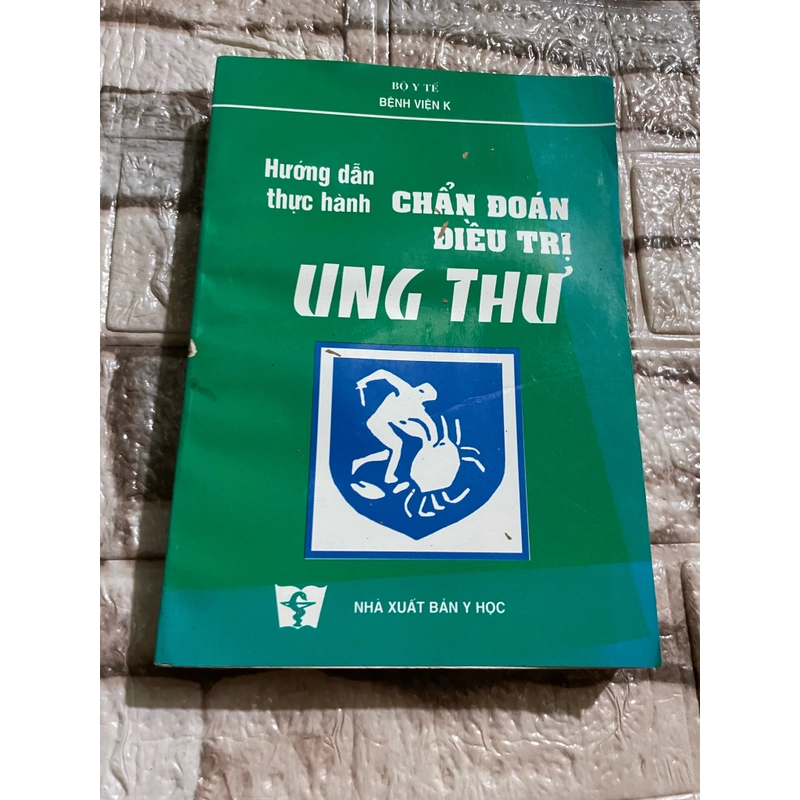 BỘ Y TẾ
BỆNH VIỆN K
Hướng dẫn
thực hành CHẨN ĐOÁN
ĐIỀU TRỊ
UNG THƯ
NHÀ XUẤT BẢN Y HỌC